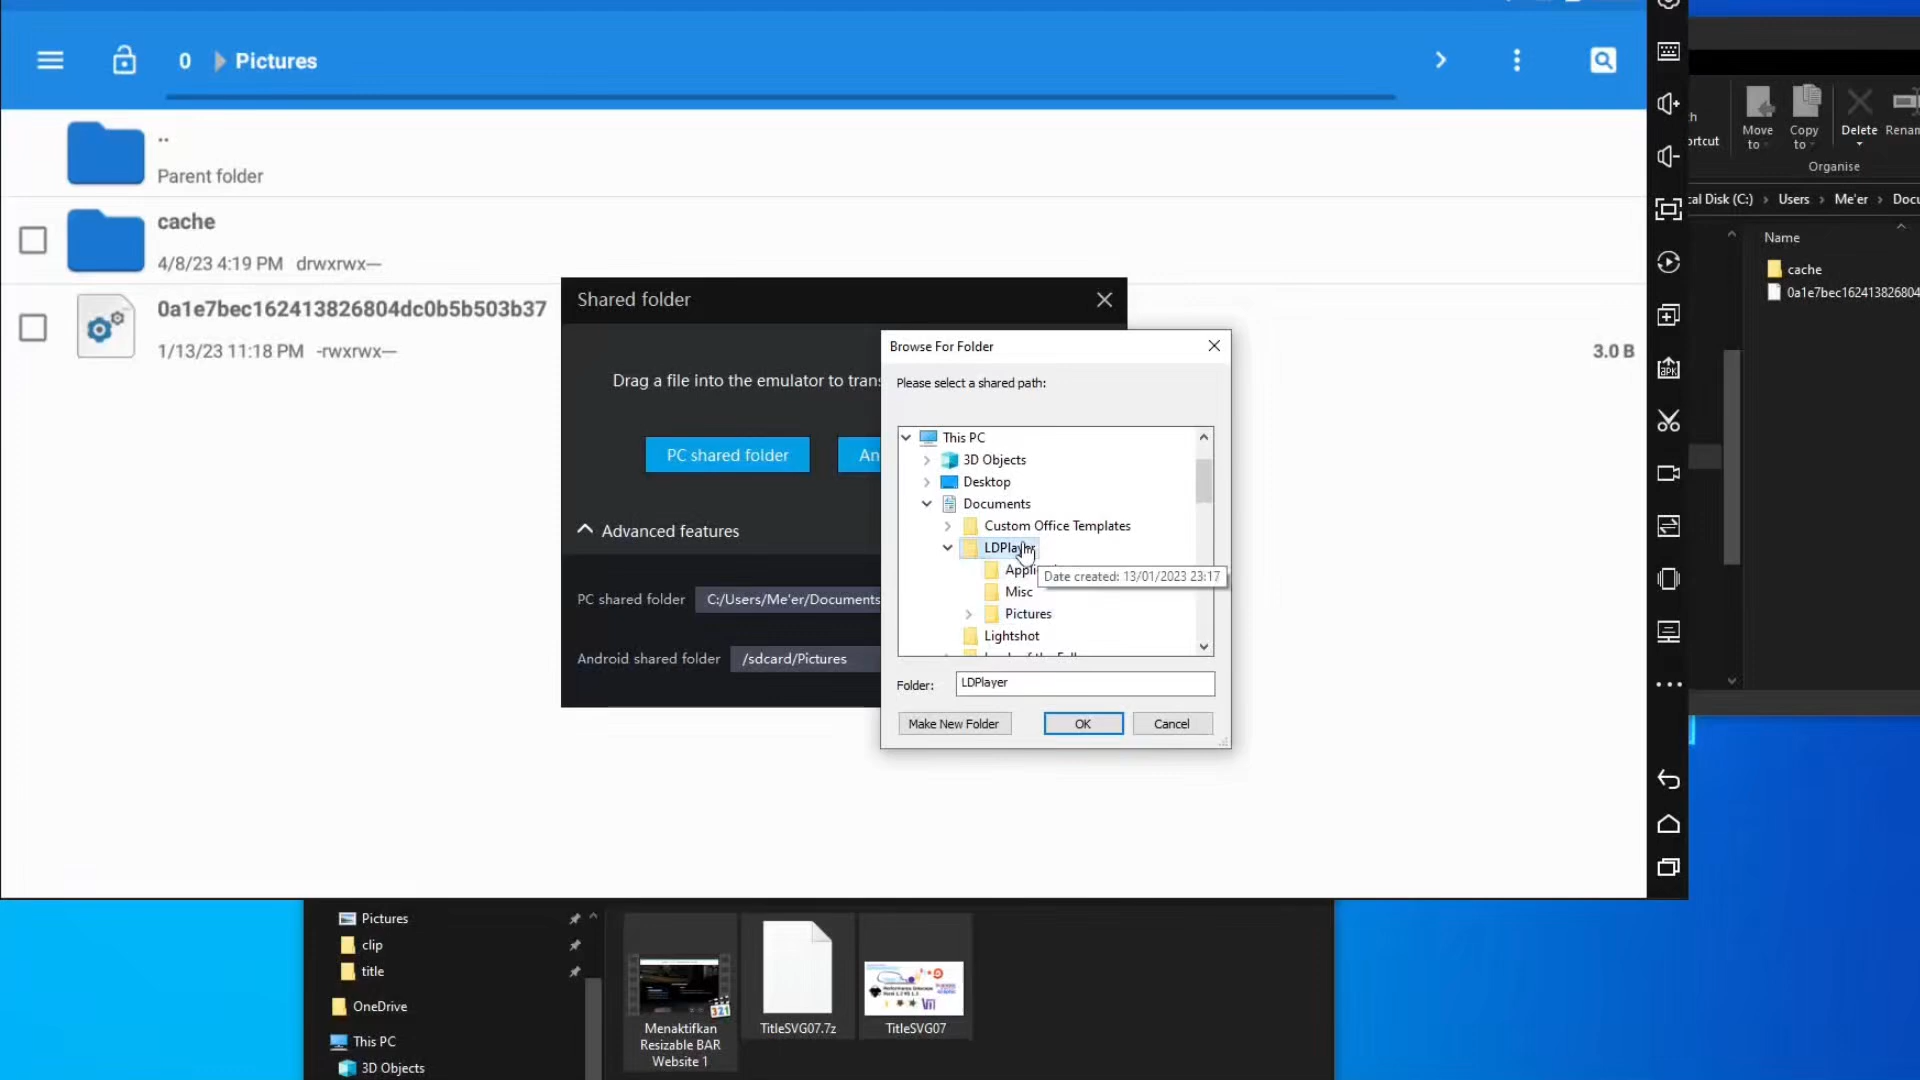 0
Pictures
..
Parent folder
cache
4/8/23 4:19 PM drwxrwx—
0a1e7bec162413826804dc0b5b503b37
1/13/23 11:18 PM -rwxrwx—
3.0 B
Shared folder
Drag a file into the emulator to
PC shared folder
Advanced features
PC shared folder
C:/Users/Me'er/Documents
Android shared folder
/sdcard/Pictures
Browse For Folder
Please select a shared path:
This PC
3D Objects
Desktop
Documents
Custom Office Templates
LDPlayer
Date created: 13/01/2023 23:17
Misc
Pictures
Lightshot
Folder:
LDPlayer
Make New Folder
OK
Cancel
APK
Move to
Copy to
Delete
Organise
(C:)
Users
Me'er
Name
cache
0a1e7bec162413826804
Pictures
clip
title
OneDrive
This PC
3D Objects
321
Menaktifkan
Resizable BAR
Website 1
TitleSVG07.7z
TitleSVG07